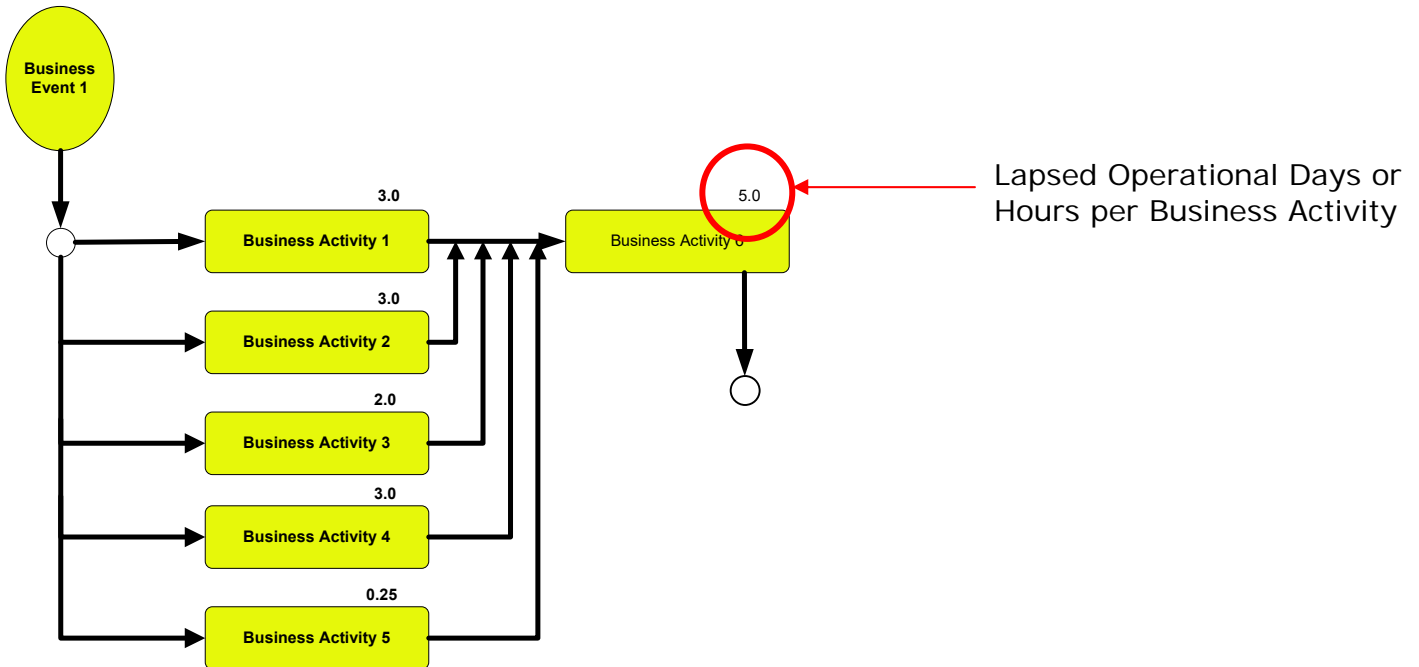 Business
Event 1
3.0
Business Activity 1
5.0
Business Activity 6
Lapsed Operational Days or
Hours per Business Activity
3.0
Business Activity 2
2.0
Business Activity 3
3.0
Business Activity 4
0.25
Business Activity 5